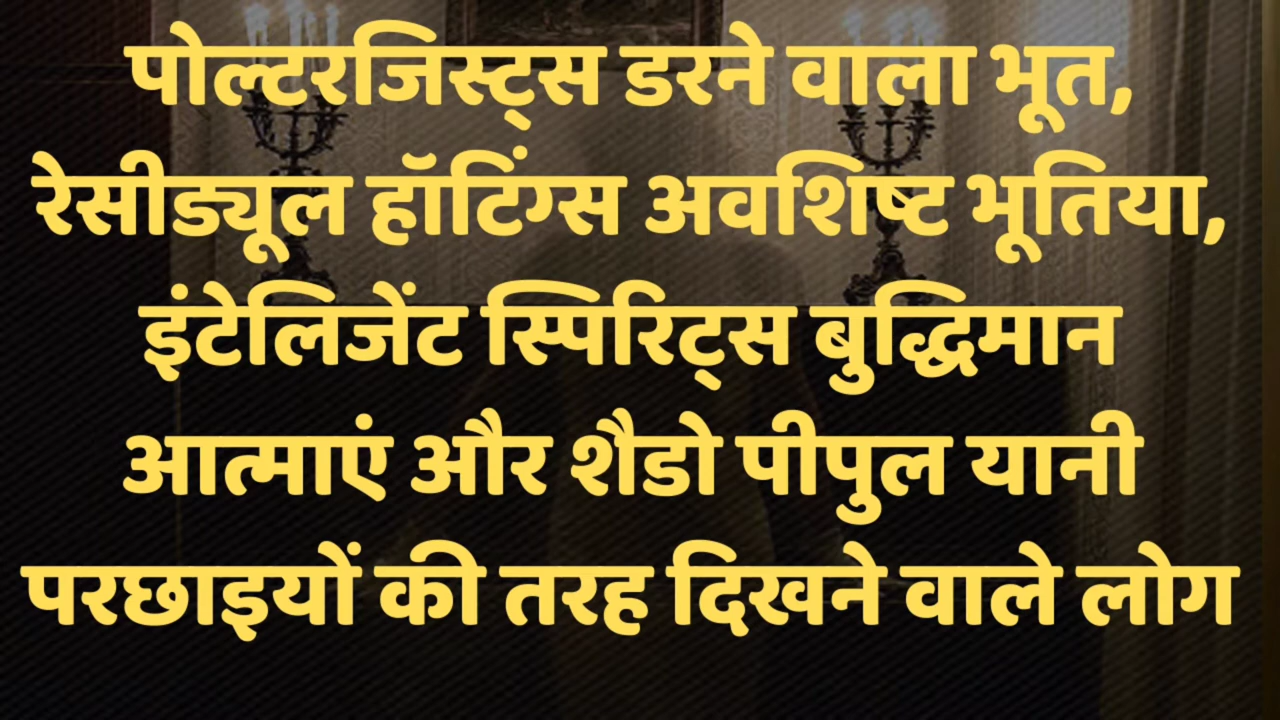 पोल्टरजिस्ट्स डरने वाला भूत,
रेसीड्यूल हॉटिंग्स अवशिष्ट भूतिया,
इंटेलिजेंट स्पिरिट्स बुद्धिमान
आत्माएं और शैडो पीपुल यानी
परछाइयों की तरह दिखने वाले लोग